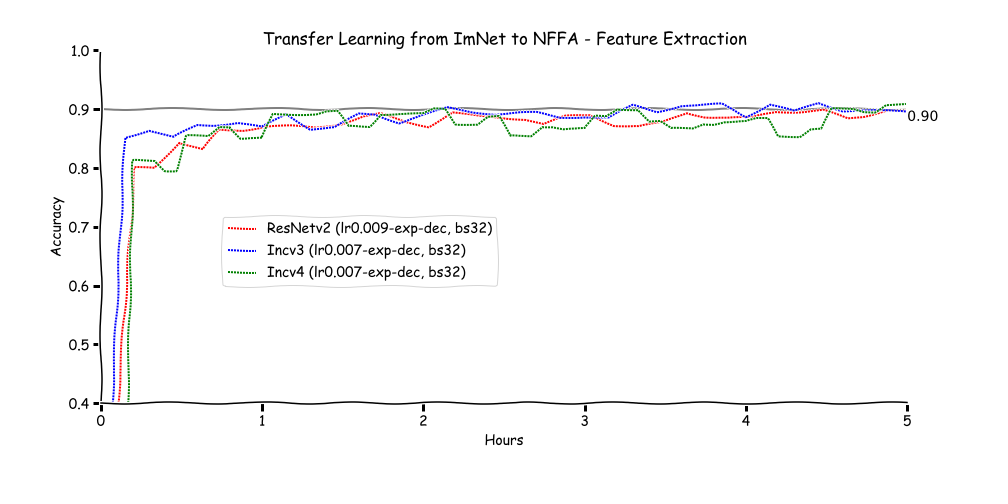 Transfer Learning from ImNet to NFFA - Feature Extraction
1.0
0.9
0.8
0.7
0.6
0.5
0.4
Accuracy
0.90
ResNetv2 (lr0.009-exp-dec, bs32)
Incv3 (lr0.007-exp-dec, bs32)
Incv4 (lr0.007-exp-dec, bs32)
0 1 2 3 4 5
Hours